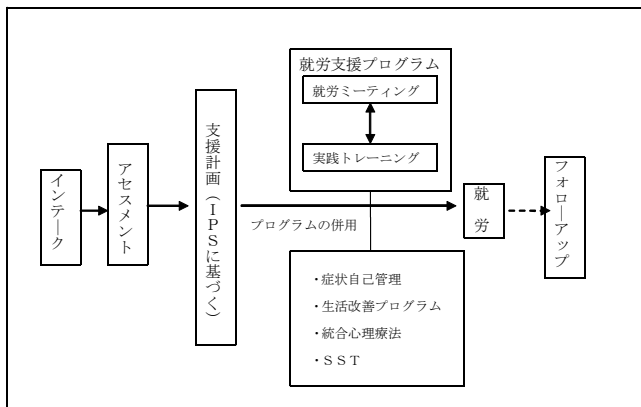 インテーク
アセスメント
支援計画（ＩＰＳに基づく）
就労支援プログラム
就労ミーティング
実践トレーニング
プログラムの併用
・症状自己管理
・生活改善プログラム
・統合心理療法
・ＳＳＴ
就労
フォローアップ